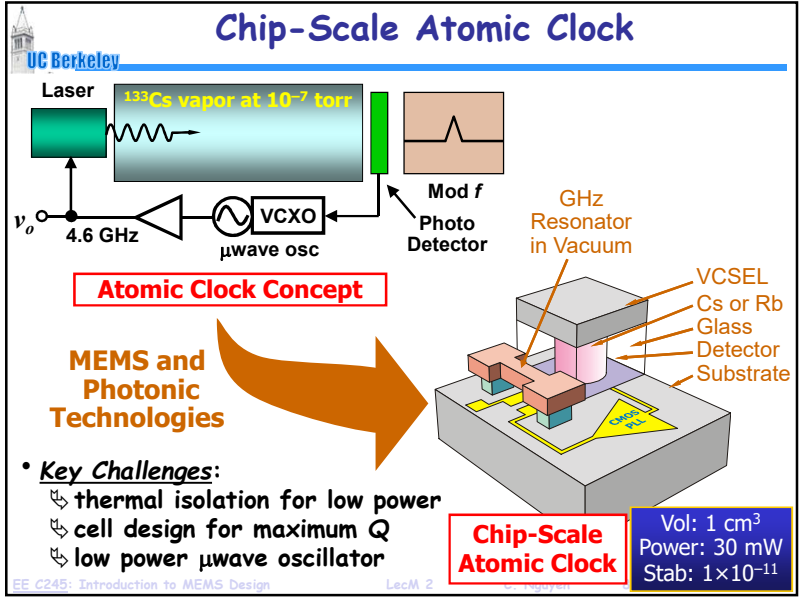 Chip-Scale Atomic Clock
UC Berkeley
Laser
¹³³Cs vapor at 10⁻⁷ torr
Mod f
vₒ
4.6 GHz
VCXO
μwave osc
Photo
Detector
GHz
Resonator
in Vacuum
Atomic Clock Concept
VCSEL
Cs or Rb
Glass
Detector
Substrate
MEMS and
Photonic
Technologies
CMOS
PLL
• Key Challenges:
↳ thermal isolation for low power
↳ cell design for maximum Q
↳ low power μwave oscillator
Chip-Scale
Atomic Clock
Vol: 1 cm³
Power: 30 mW
Stab: 1×10⁻¹¹
EE C245: Introduction to MEMS Design
LecM 2
C. Nguyen